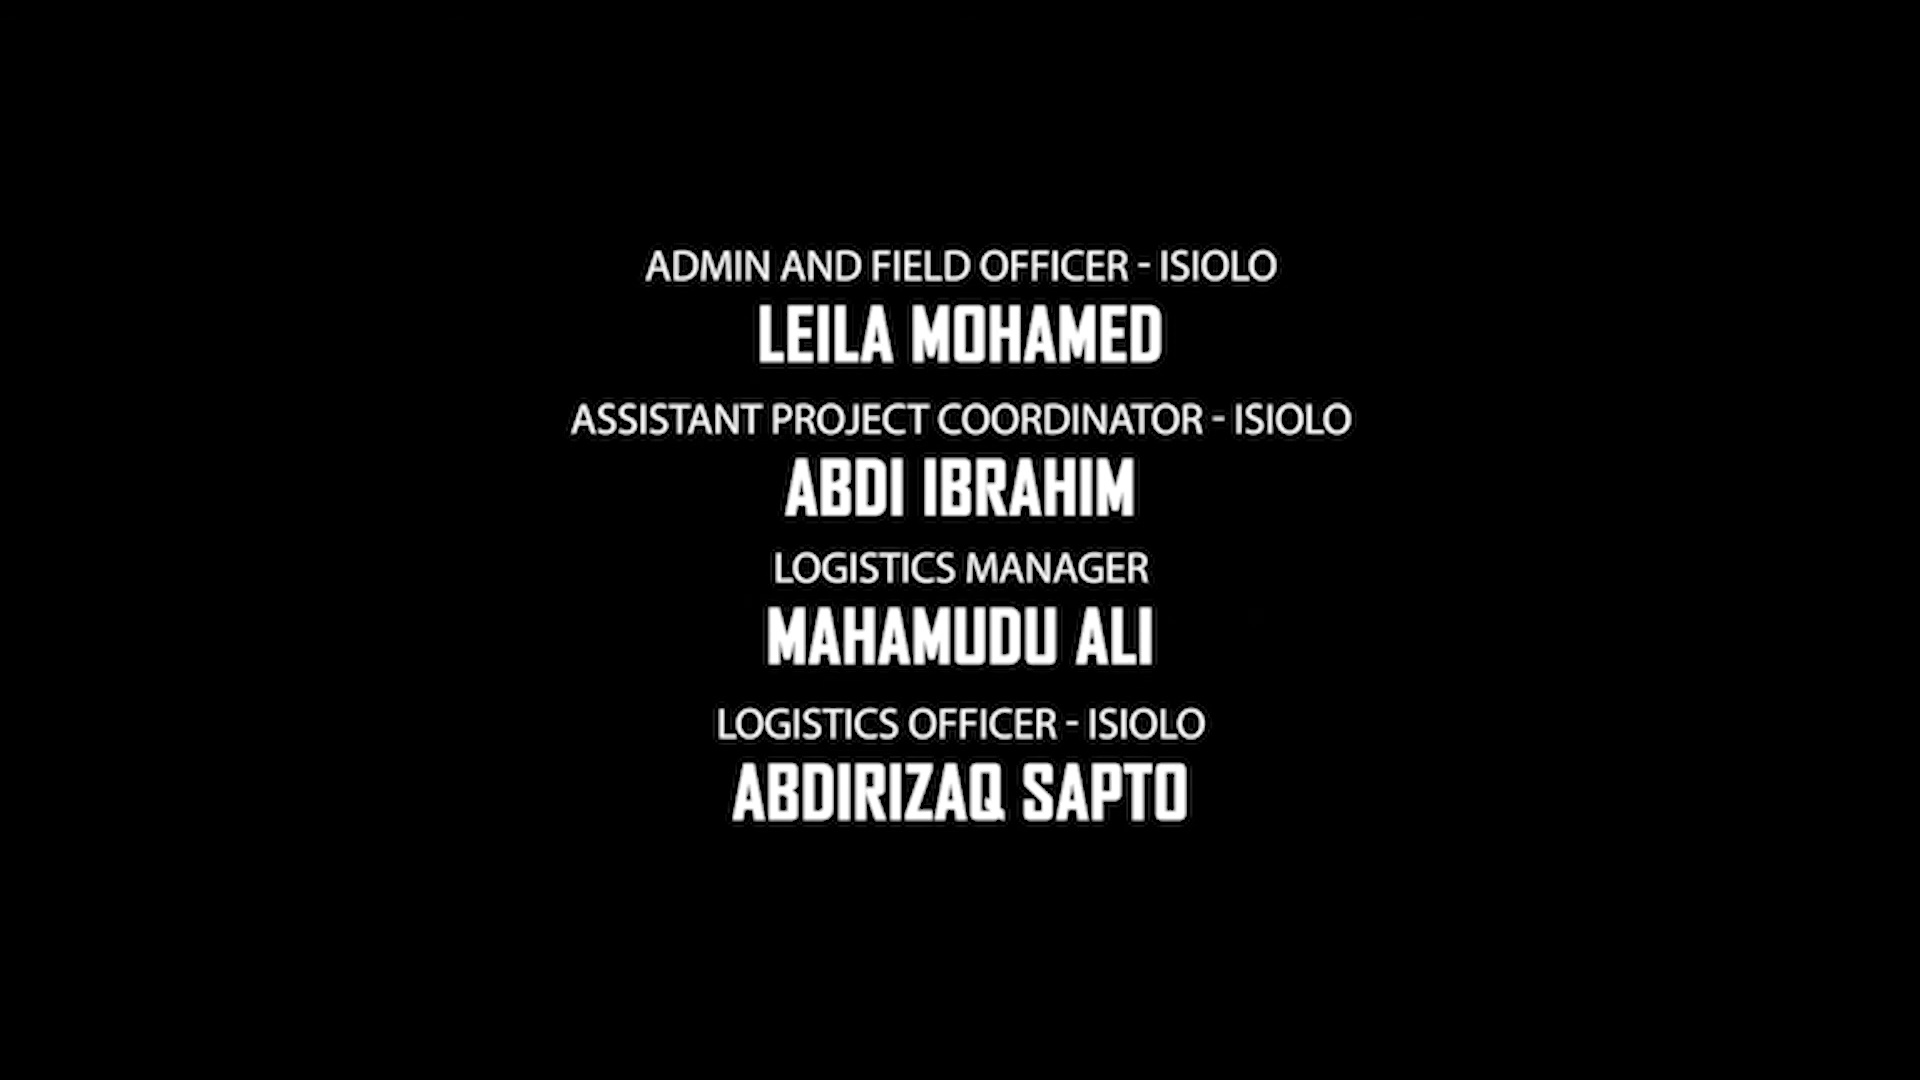 ADMIN AND FIELD OFFICER - ISIOLO
LEILA MOHAMED
ASSISTANT PROJECT COORDINATOR - ISIOLO
ABDI IBRAHIM
LOGISTICS MANAGER
MAHAMUDU ALI
LOGISTICS OFFICER - ISIOLO
ABDIRIZAQ SAPTO